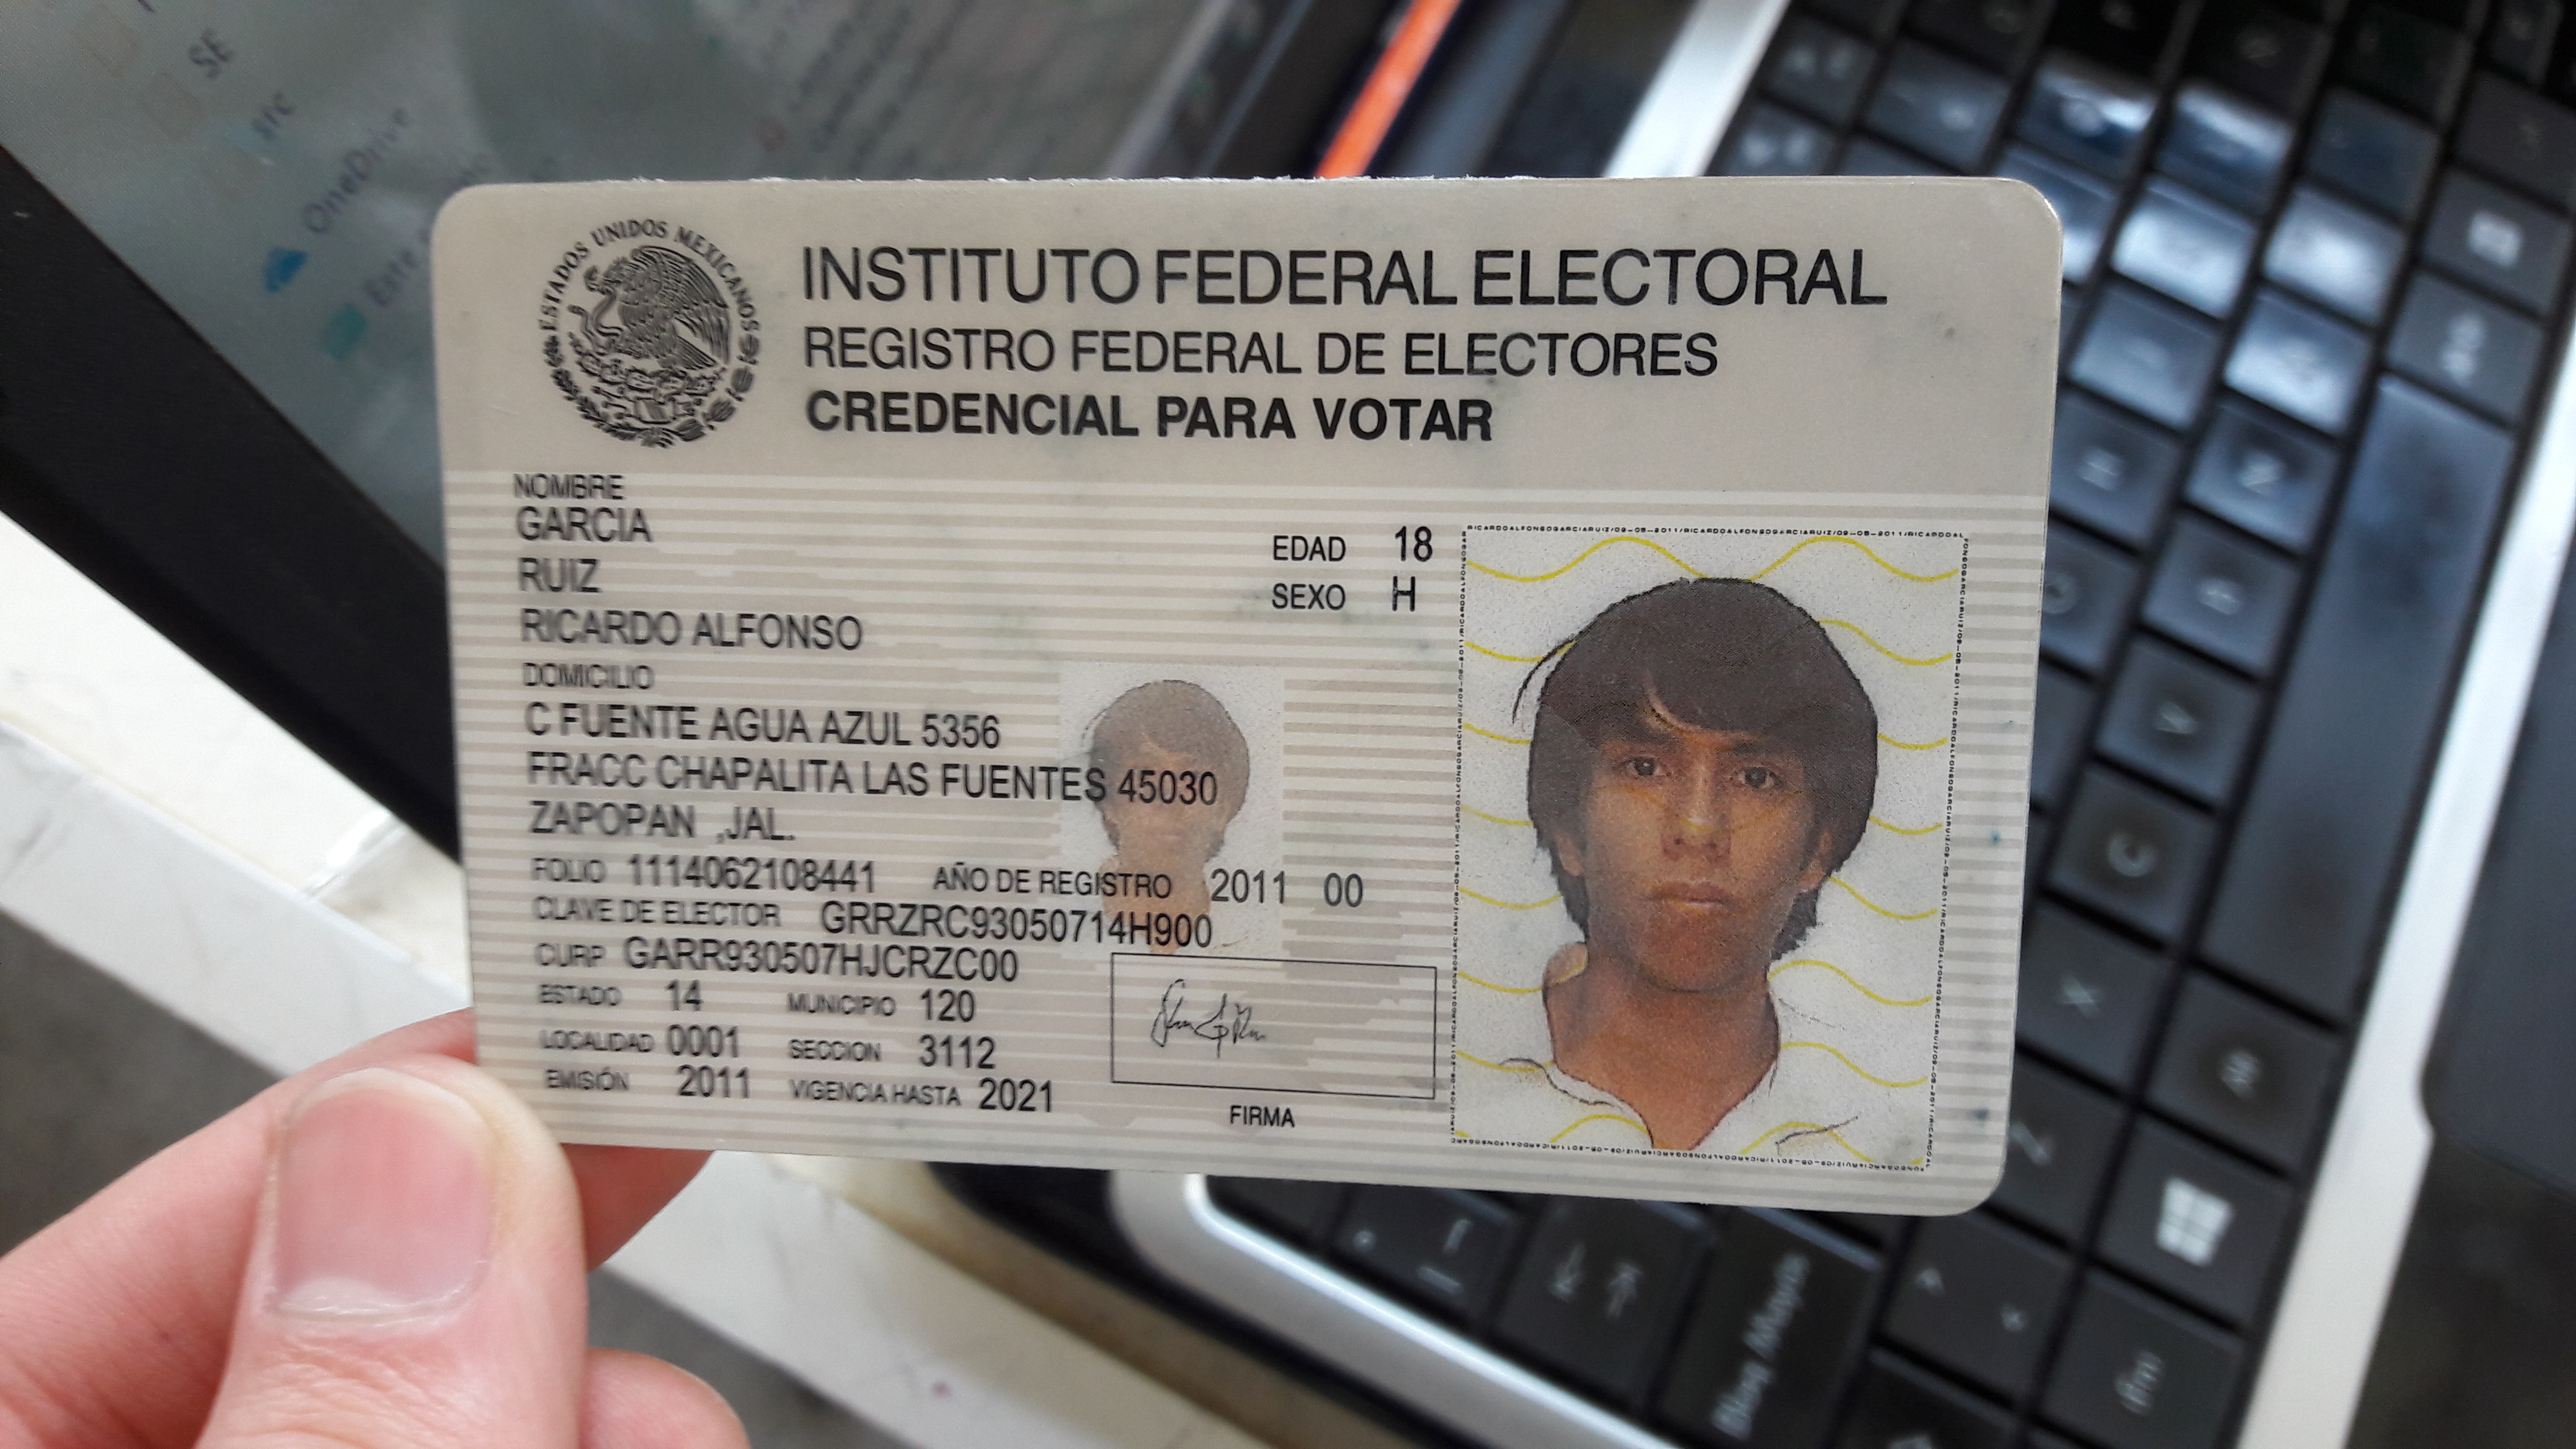 SE
src
OneDrive
Este e
ESTADOS UNIDOS MEXICANOS
INSTITUTO FEDERAL ELECTORAL
REGISTRO FEDERAL DE ELECTORES
CREDENCIAL PARA VOTAR
NOMBRE
GARCIA
RUIZ
RICARDO ALFONSO
EDAD 18
SEXO H
DOMICILIO
C FUENTE AGUA AZUL 5356
FRACC CHAPALITA LAS FUENTES 45030
ZAPOPAN ,JAL.
FOLIO 1114062108441 AÑO DE REGISTRO 2011 00
CLAVE DE ELECTOR GRRZRC93050714H900
CURP GARR930507HJCRZC00
ESTADO 14 MUNICIPIO 120
LOCALIDAD 0001 SECCION 3112
EMISIÓN 2011 VIGENCIA HASTA 2021
FIRMA
Bloq Mayús